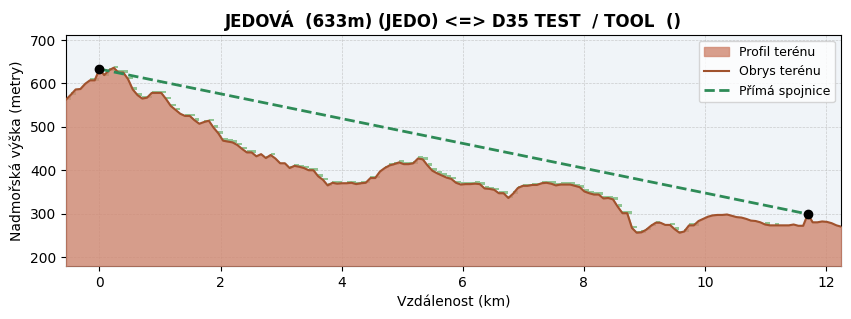 JEDOVÁ  (633m) (JEDO) <=> D35 TEST  / TOOL  ()
Nadmořská výška (metry)
700
600
500
400
300
200
Profil terénu
Obrys terénu
Přímá spojnice
0 2 4 6 8 10 12
Vzdálenost (km)